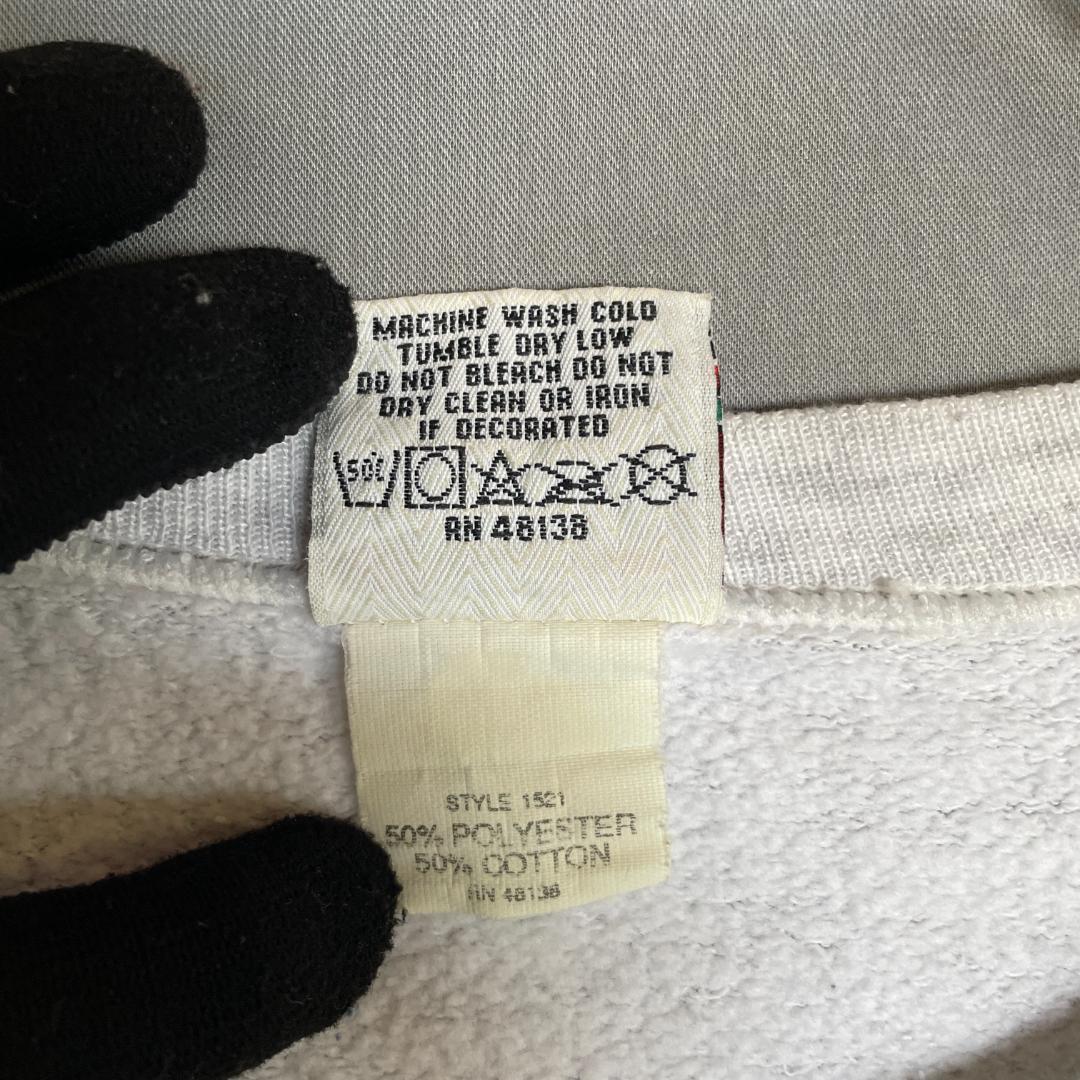 MACHINE WASH COLD
TUMBLE DRY LOW
DO NOT BLEACH DO NOT
DRY CLEAN OR IRON
IF DECORATED
50C
RN 48138
STYLE 1521
50% POLYESTER
50% COTTON
RN 48138